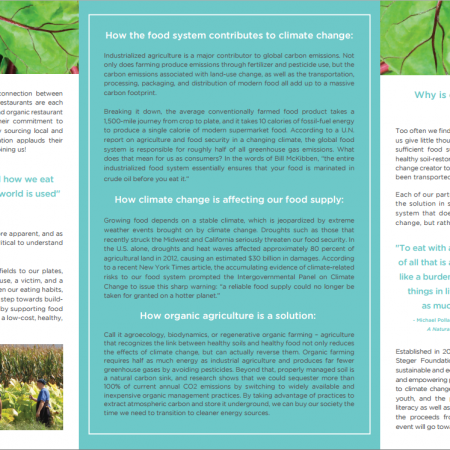 onnection between
estaurants are each
d organic restaurant
heir commitment to
e sourcing local and
ation applauds their
ining us!
d how we eat
world is used"
re apparent, and as
itical to understand
fields to our plates,
use, a victim, and a
en our eating habits,
step towards build-
by supporting food
a low-cost, healthy,
How the food system contributes to climate change:
Industrialized agriculture is a major contributor to global carbon emissions. Not
only does farming produce emissions through fertilizer and pesticide use, but the
carbon emissions associated with land-use change, as well as the transportation,
processing, packaging, and distribution of modern food all add up to a massive
carbon footprint.
Breaking it down, the average conventionally farmed food product takes a
1,500-mile journey from crop to plate, and it takes 10 calories of fossil-fuel energy
to produce a single calorie of modern supermarket food. According to a U.N.
report on agriculture and food security in a changing climate, the global food
system is responsible for roughly half of all greenhouse gas emissions. What
does that mean for us as consumers? In the words of Bill McKibben, "the entire
industrialized food system essentially ensures that your food is marinated in
crude oil before you eat it."
How climate change is affecting our food supply:
Growing food depends on a stable climate, which is jeopardized by extreme
weather events brought on by climate change. Droughts such as those that
recently struck the Midwest and California seriously threaten our food security. In
the U.S. alone, droughts and heat waves affected approximately 80 percent of
agricultural land in 2012, causing an estimated $30 billion in damages. According
to a recent New York Times article, the accumulating evidence of climate-related
risks to our food system prompted the Intergovernmental Panel on Climate
Change to issue this sharp warning: "a reliable food supply could no longer be
taken for granted on a hotter planet."
How organic agriculture is a solution:
Call it agroecology, biodynamics, or regenerative organic farming – agriculture
that recognizes the link between healthy soils and healthy food not only reduces
the effects of climate change, but can actually reverse them. Organic farming
requires half as much energy as industrial agriculture and produces far fewer
greenhouse gases by avoiding pesticides. Beyond that, properly managed soil is
a natural carbon sink, and research shows that we could sequester more than
100% of current annual CO2 emissions by switching to widely available and
inexpensive organic management practices. By taking advantage of practices to
extract atmospheric carbon and store it underground, we can buy our society the
time we need to transition to cleaner energy sources.
Why is
Too often we find
us give little thou
sufficient food s
healthy soil-restor
change creator to
been transported
Each of our part
the solution in s
system that doe
change, but rath
"To eat with a
of all that is a
like a burden
things in li
as muc
- Michael Polla
A Natura
Established in 20
Steger Foundatio
sustainable and e
and empowering p
to climate chang
youth, and the
literacy as well as
the proceeds fro
event will go towa